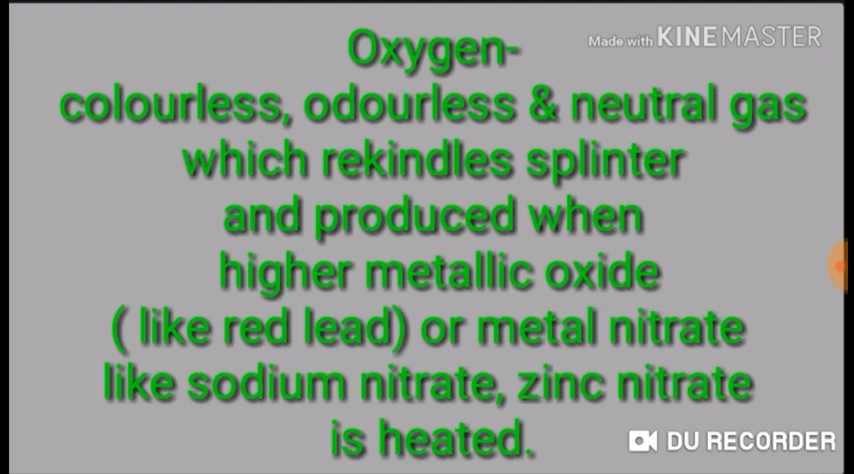 Oxygen-
Made with KINEMASTER
colourless, odourless & neutral gas
which rekindles splinter
and produced when
higher metallic oxide
( like red lead) or metal nitrate
like sodium nitrate, zinc nitrate
is heated.
DU RECORDER